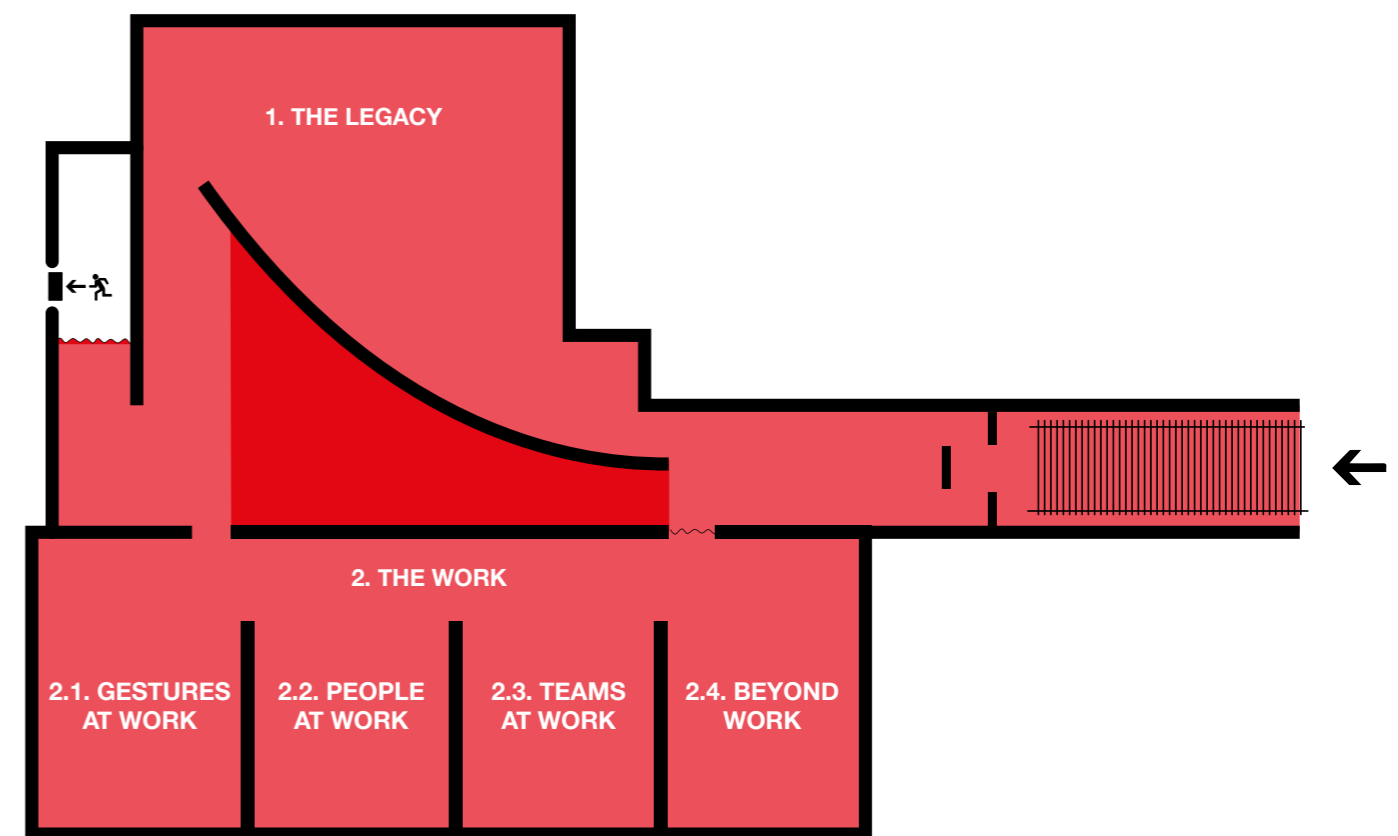 1. THE LEGACY
2. THE WORK
2.1. GESTURES
AT WORK
2.2. PEOPLE
AT WORK
2.3. TEAMS
AT WORK
2.4. BEYOND
WORK